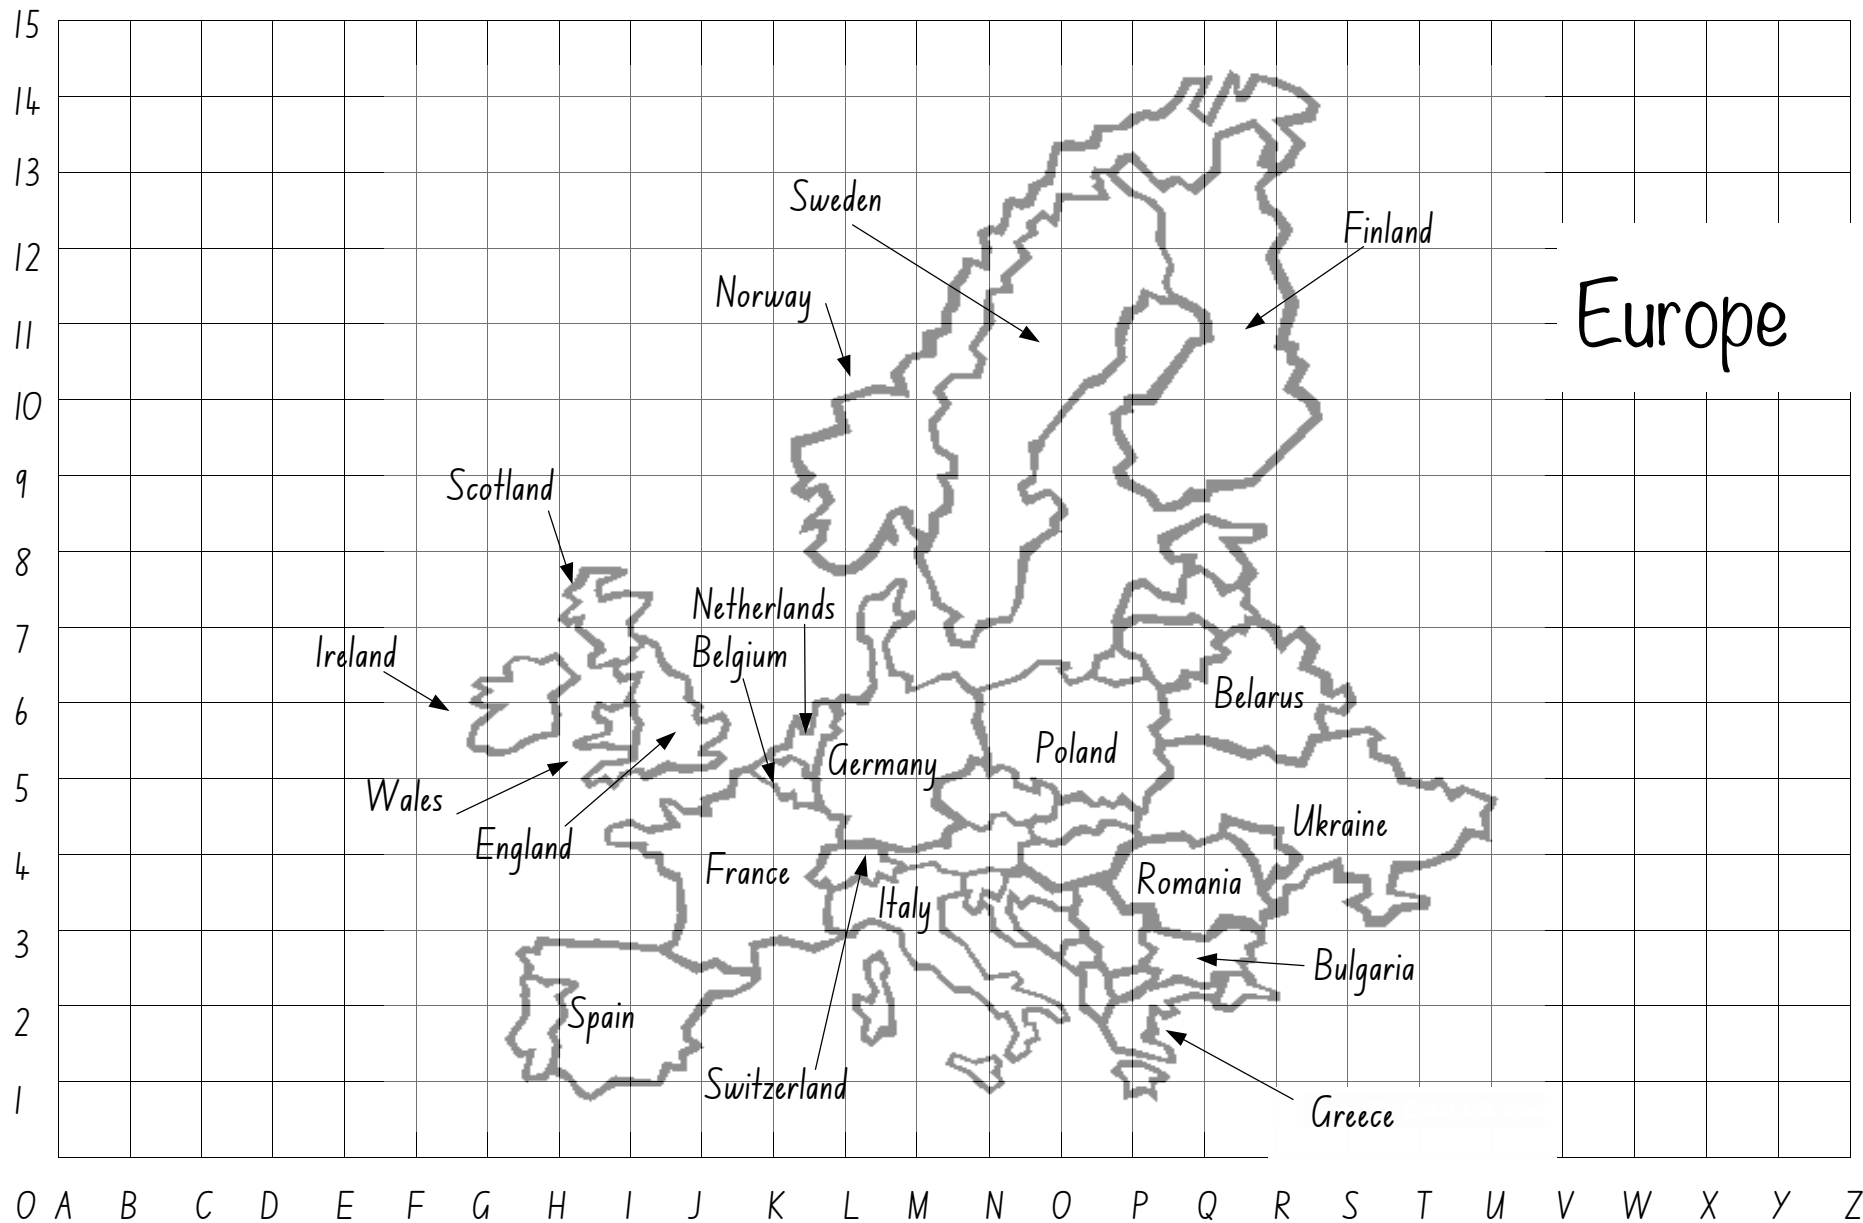 15
14
13
Sweden
Finland
12
Norway
Europe
11
10
9
Scotland
8
Netherlands
7
Ireland
Belgium
6
Belarus
Poland
Germany
5
Wales
Ukraine
England
4
France
Romania
Italy
3
Bulgaria
2
Spain
Switzerland
1
Greece
0 A B C D E F G H I J K L M N O P Q R S T U V W X Y Z